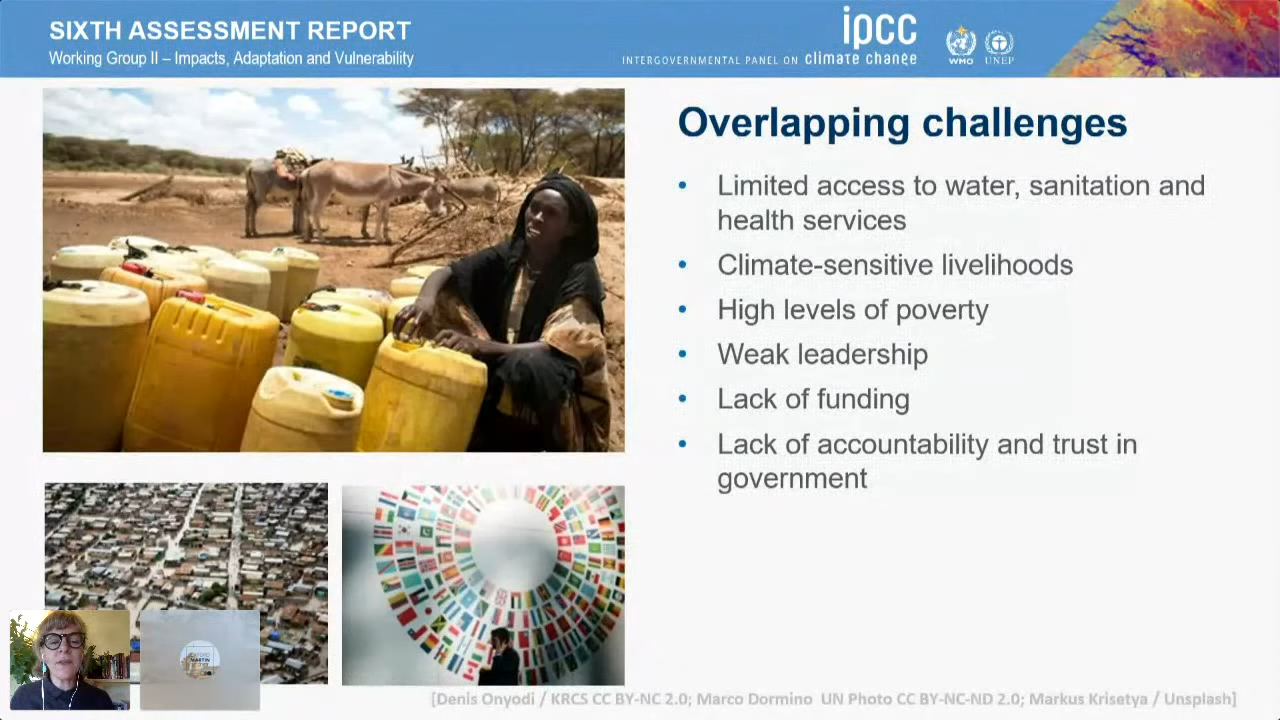 SIXTH ASSESSMENT REPORT
Working Group II – Impacts, Adaptation and Vulnerability
ipcc
INTERGOVERNMENTAL PANEL ON climate change
WMO
UNEP
Overlapping challenges
• Limited access to water, sanitation and
health services
• Climate-sensitive livelihoods
• High levels of poverty
• Weak leadership
• Lack of funding
• Lack of accountability and trust in
government
MARTIN
[Denis Onyodi / KRCS CC BY-NC 2.0; Marco Dormino UN Photo CC BY-NC-ND 2.0; Markus Krisetya / Unsplash]